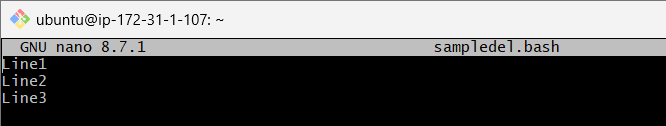 ubuntu@ip-172-31-1-107: ~
GNU nano 8.7.1 sampledel.bash
Line1
Line2
Line3